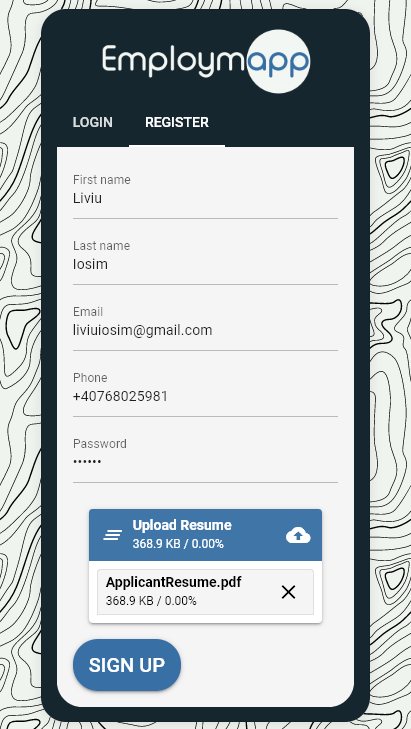 Employmapp
LOGIN REGISTER
First name
Liviu
Last name
Iosim
Email
liviuiosim@gmail.com
Phone
+40768025981
Password
••••••
Upload Resume
368.9 KB / 0.00%
ApplicantResume.pdf
368.9 KB / 0.00%
SIGN UP